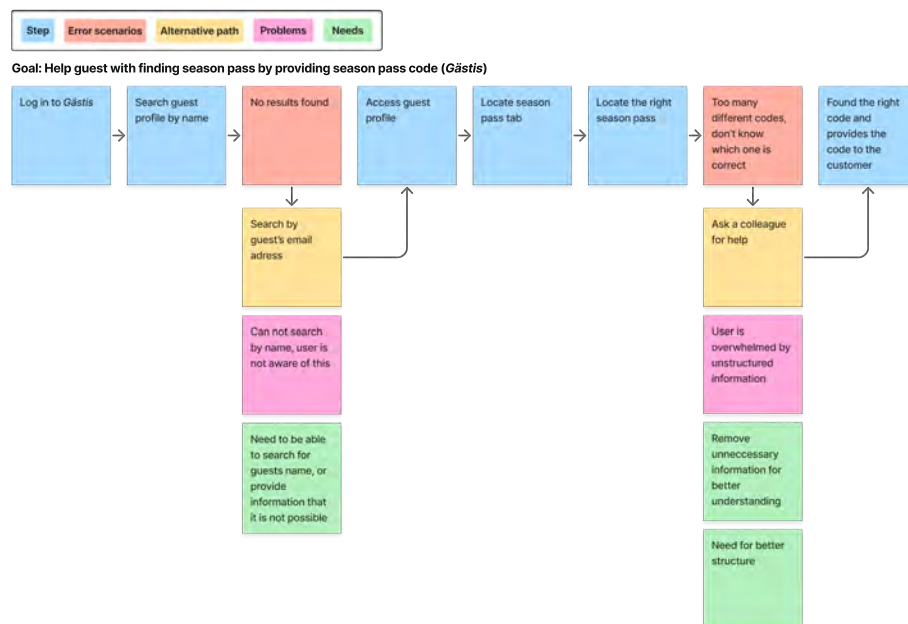 Step
Error scenarios
Alternative path
Problems
Needs
Goal: Help guest with finding season pass by providing season pass code (Gästis)
Log in to Gästis
Search guest
profile by name
No results found
Access guest
profile
Locate season
pass tab
Locate the right
season pass
Too many
different codes,
don't know
which one is
correct
Found the right
code and
provides the
code to the
customer
Search by
guest's email
adress
Ask a colleague
for help
Can not search
by name, user is
not aware of this
User is
overwhelmed by
unstructured
information
Need to be able
to search for
guests name, or
provide
information that
it is not possible
Remove
unneccessary
information for
better
understanding
Need for better
structure